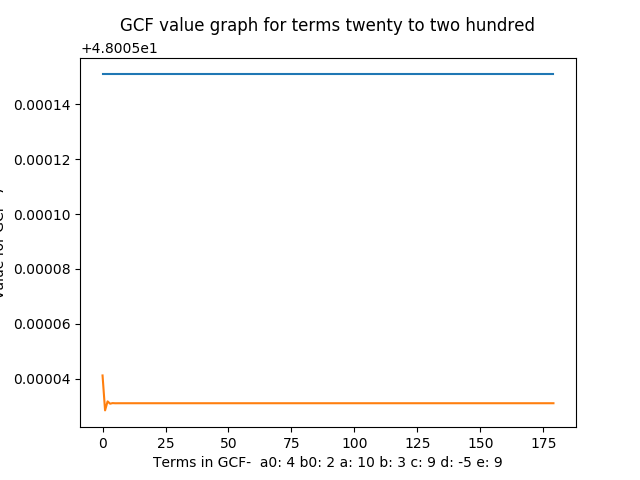 GCF value graph for terms twenty to two hundred
+4.8005e1
0.00014
0.00012
0.00010
0.00008
0.00006
0.00004
0 25 50 75 100 125 150 175
Terms in GCF- a0: 4 b0: 2 a: 10 b: 3 c: 9 d: -5 e: 9